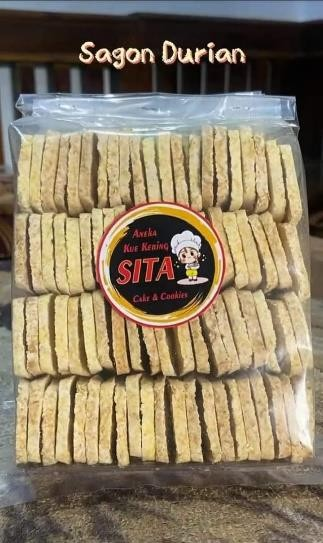 Sagon Durian
ANEKA
KUE KERING
SITA
CAKE & COOKIES